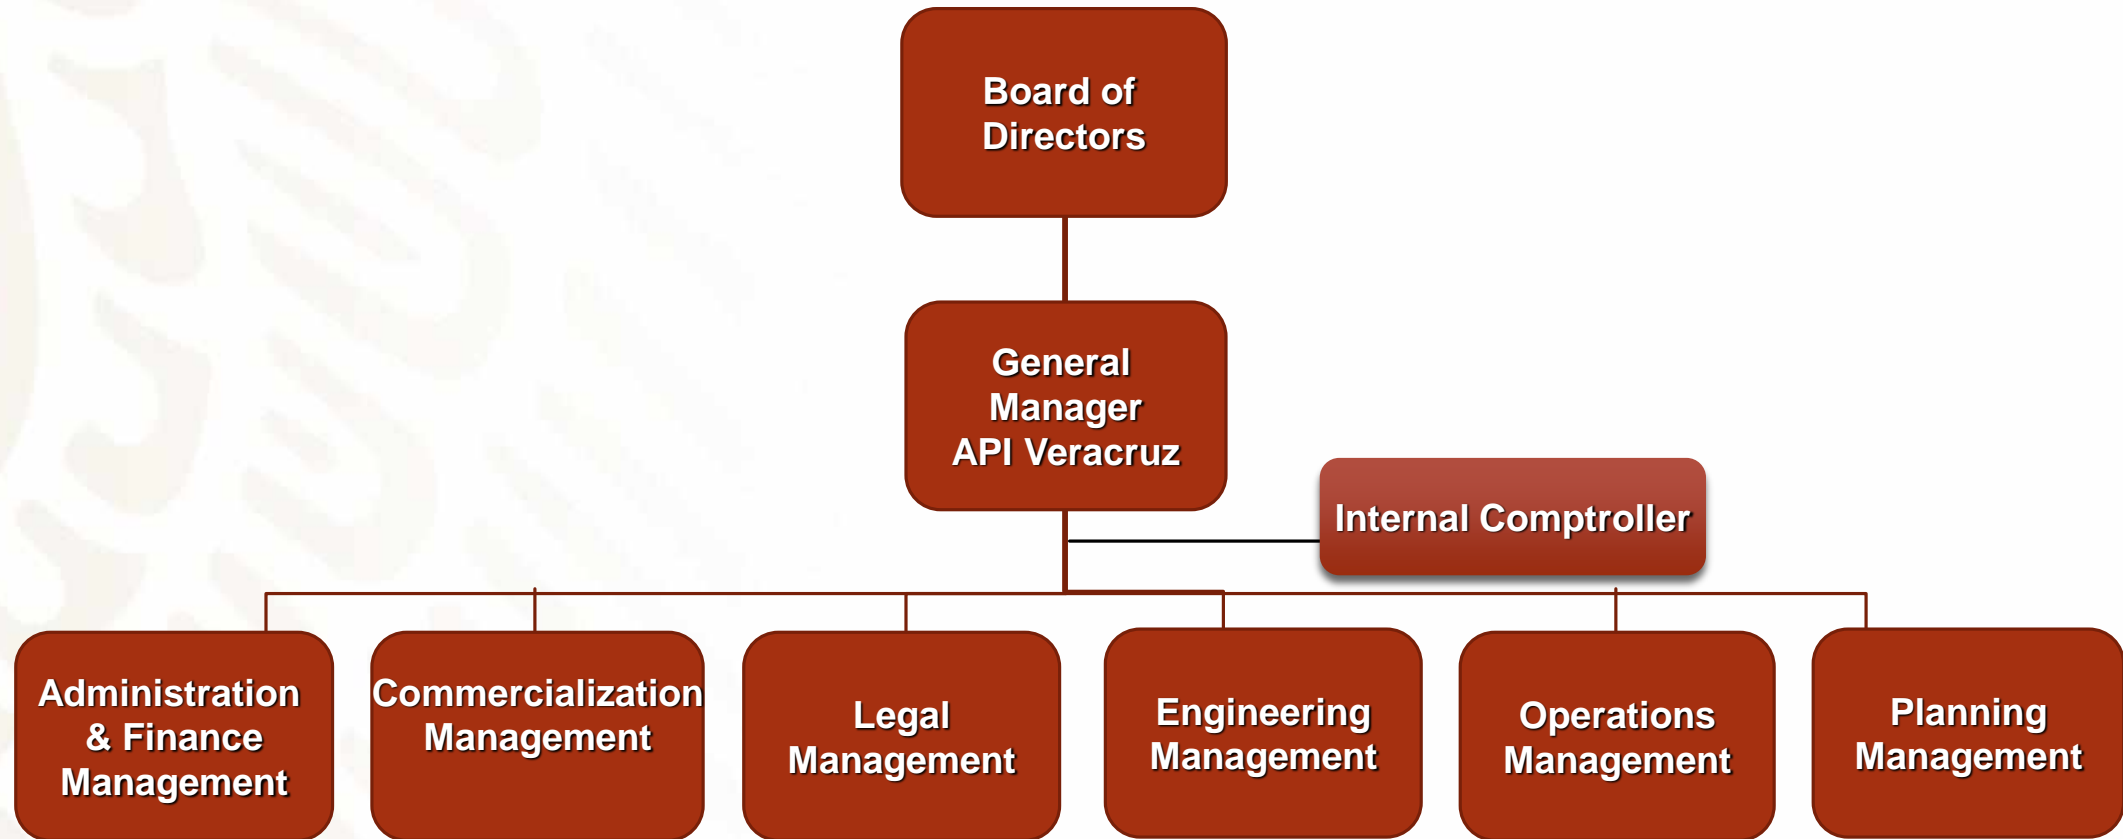 Board of
Directors
General
Manager
API Veracruz
Internal Comptroller
Administration
& Finance
Management
Commercialization
Management
Legal
Management
Engineering
Management
Operations
Management
Planning
Management